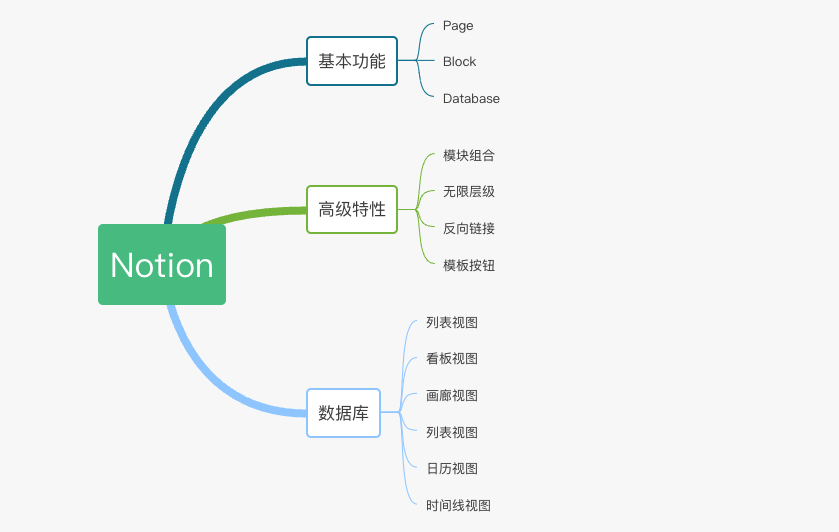 Notion
基本功能
Page
Block
Database
高级特性
模块组合
无限层级
反向链接
模板按钮
数据库
列表视图
看板视图
画廊视图
列表视图
日历视图
时间线视图